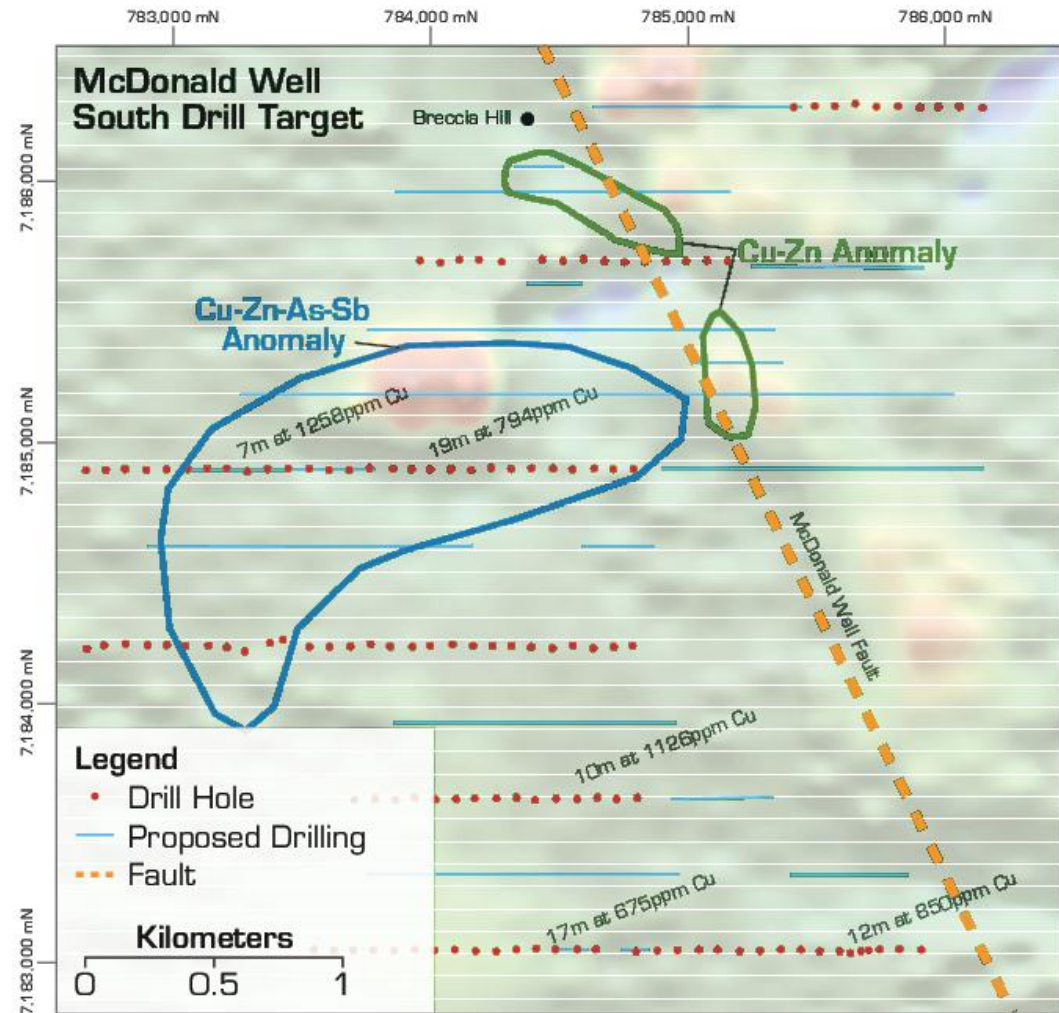 783,000 mN
784,000 mN
785,000 mN
786,000 mN
McDonald Well
South Drill Target
Breccia Hill
7,186,000 mN
Cu-Zn Anomaly
Cu-Zn-As-Sb
Anomaly
7m at 1258ppm Cu
19m at 794ppm Cu
7,185,000 mN
McDonald Well Fault
7,184,000 mN
10m at 1126ppm Cu
Legend
Drill Hole
Proposed Drilling
Fault
17m at 675ppm Cu
12m at 850ppm Cu
Kilometers
0 0.5 1
7,183,000 mN